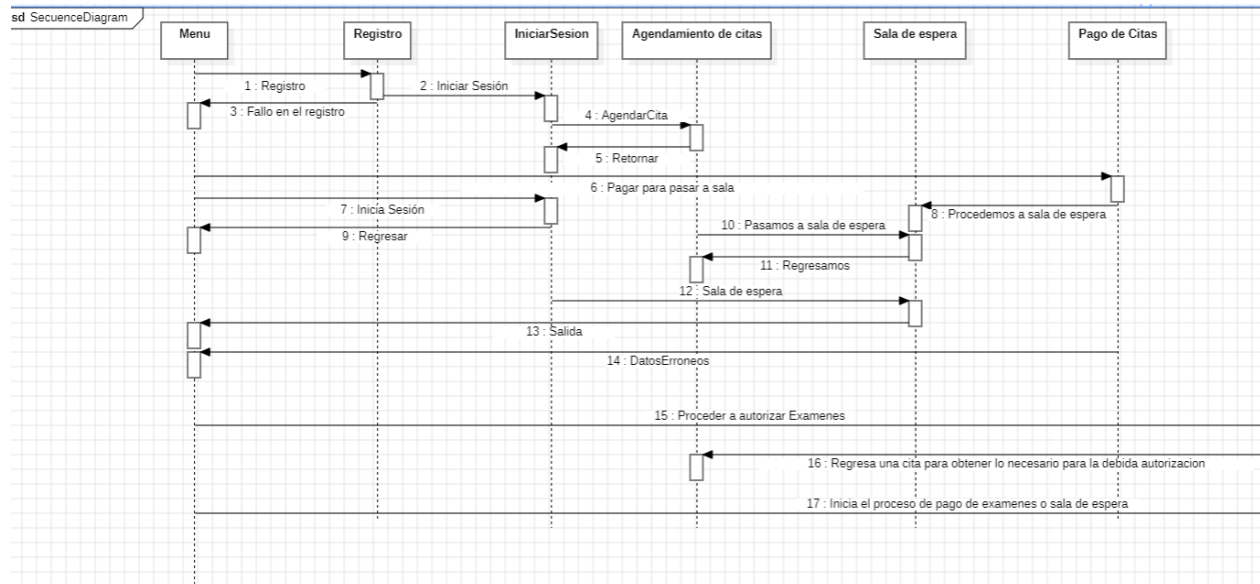 sd SecuenceDiagram
Menu
Registro
IniciarSesion
Agendamiento de citas
Sala de espera
Pago de Citas
1 : Registro
2 : Iniciar Sesión
3 : Fallo en el registro
4 : AgendarCita
5 : Retornar
6 : Pagar para pasar a sala
7 : Inicia Sesión
8 : Procedemos a sala de espera
9 : Regresar
10 : Pasamos a sala de espera
11 : Regresamos
12 : Sala de espera
13 : Salida
14 : DatosErroneos
15 : Proceder a autorizar Examenes
16 : Regresa una cita para obtener lo necesario para la debida autorizacion
17 : Inicia el proceso de pago de examenes o sala de espera